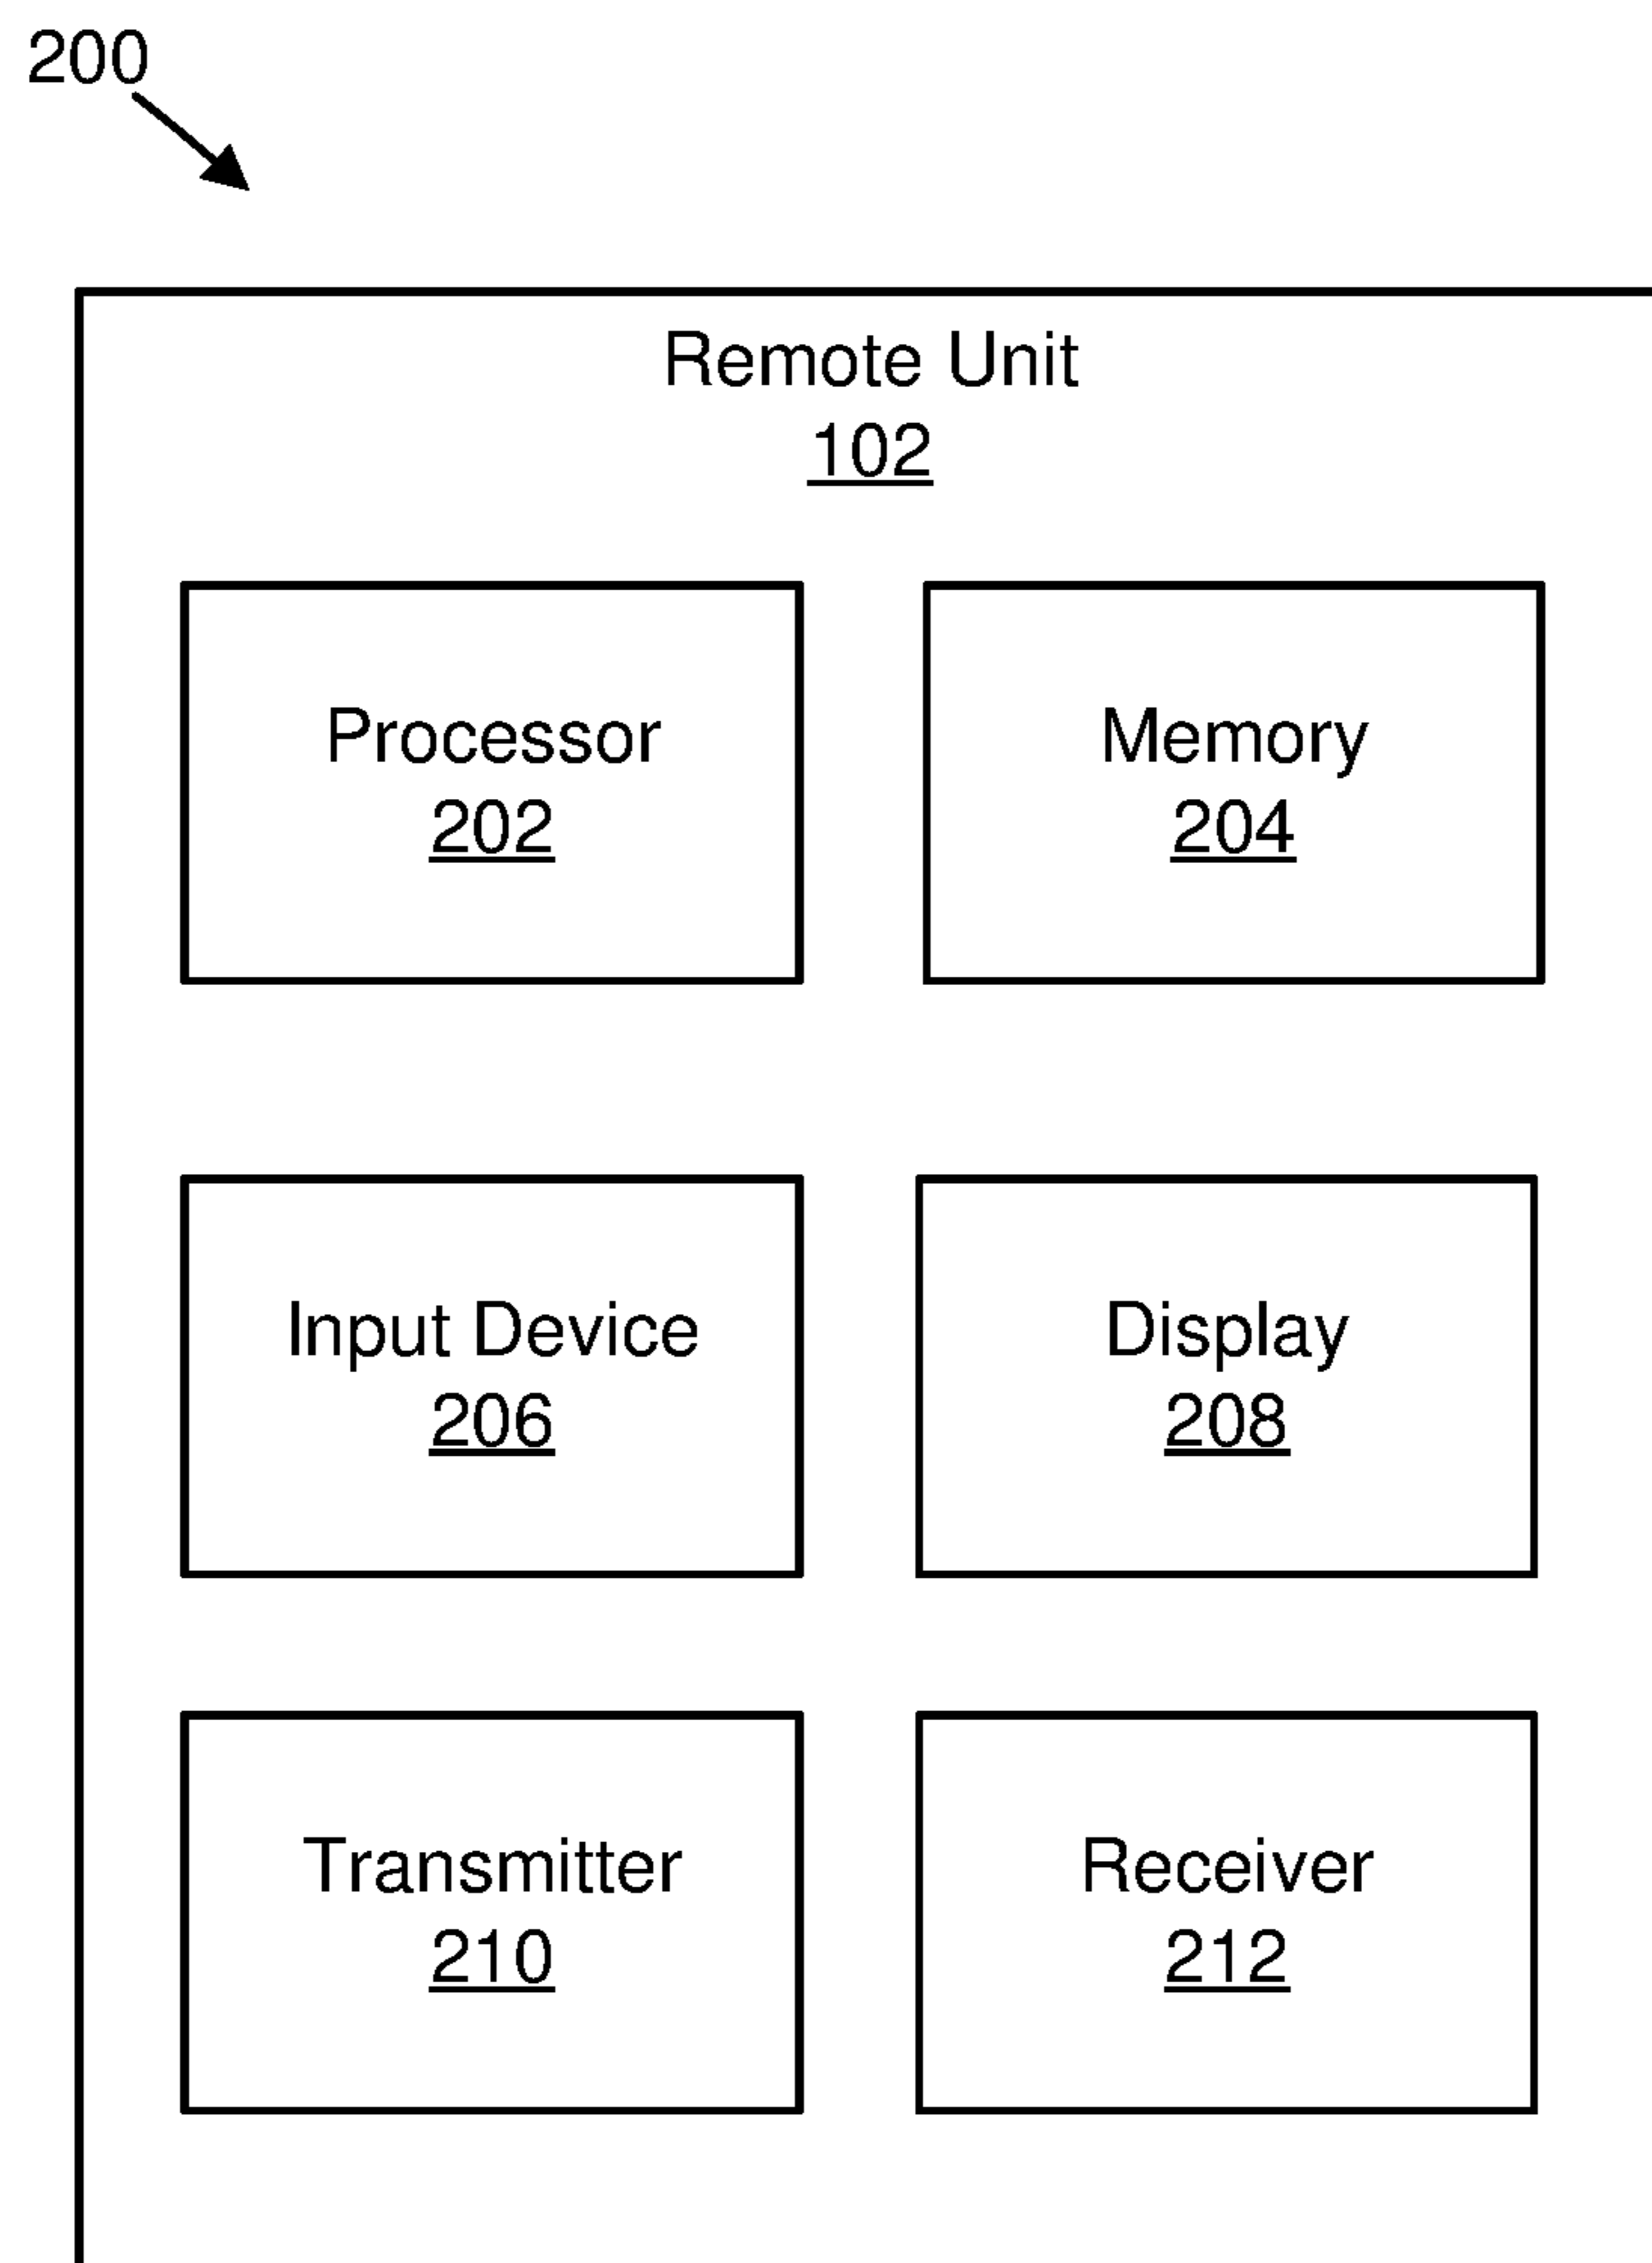 200
Remote Unit
102
Processor
202
Memory
204
Input Device
206
Display
208
Transmitter
210
Receiver
212